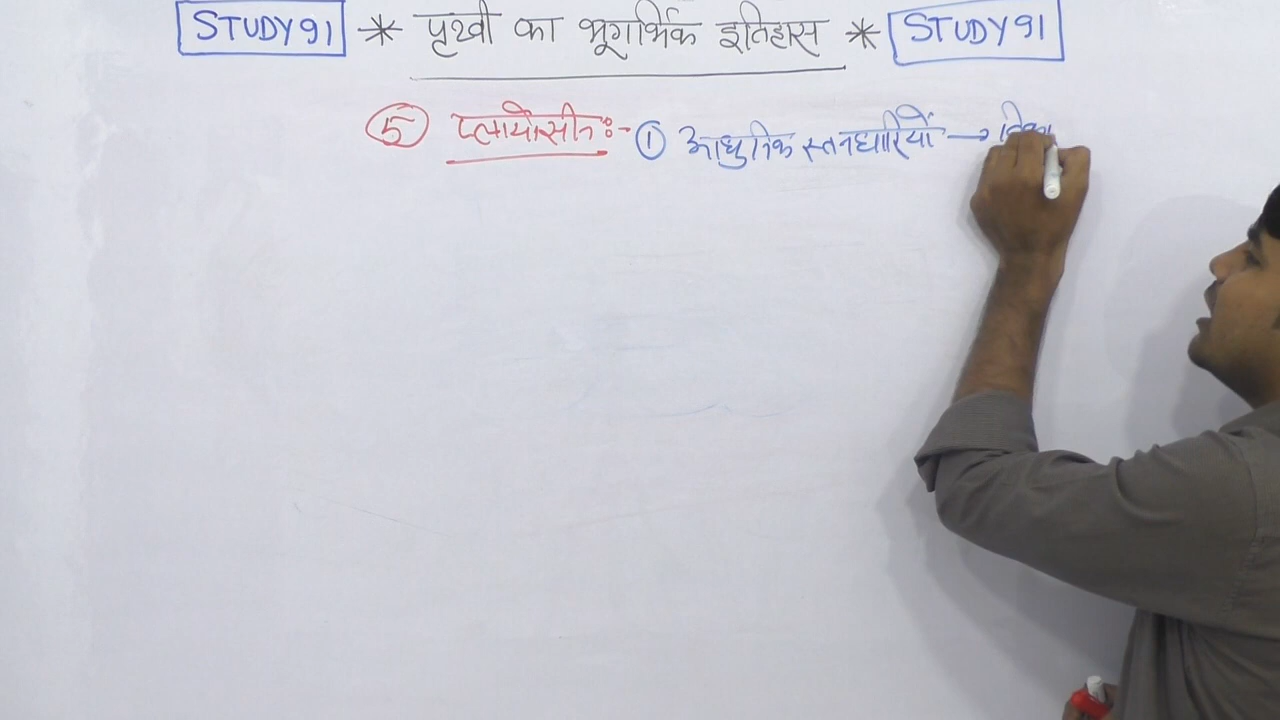 STUDY91 * पृथ्वी का भूगर्भिक इतिहास * STUDY91
⑤ प्लायोसीन :- ① आधुनिक स्तनधारियों →